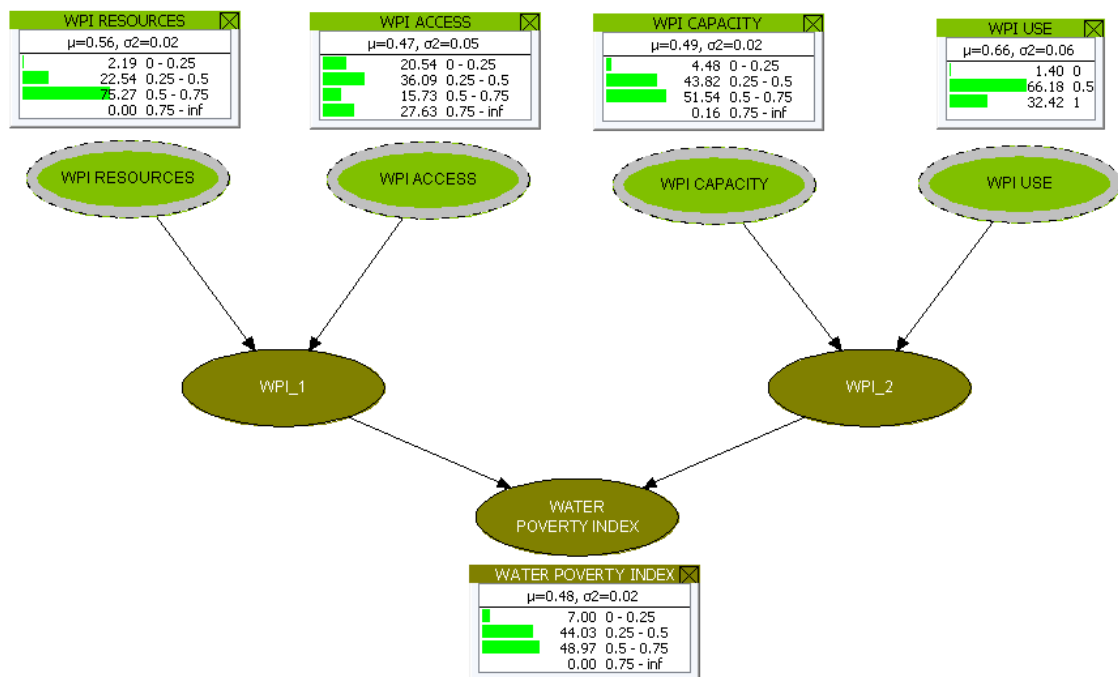 WPI RESOURCES
μ=0.56, σ2=0.02
2.19 0 - 0.25
22.54 0.25 - 0.5
75.27 0.5 - 0.75
0.00 0.75 - inf
WPI ACCESS
μ=0.47, σ2=0.05
20.54 0 - 0.25
36.09 0.25 - 0.5
15.73 0.5 - 0.75
27.63 0.75 - inf
WPI CAPACITY
μ=0.49, σ2=0.02
4.48 0 - 0.25
43.82 0.25 - 0.5
51.54 0.5 - 0.75
0.16 0.75 - inf
WPI USE
μ=0.66, σ2=0.06
1.40 0
66.18 0.5
32.42 1
WPI RESOURCES
WPI ACCESS
WPI CAPACITY
WPI USE
WPI_1
WPI_2
WATER
POVERTY INDEX
WATER POVERTY INDEX
μ=0.48, σ2=0.02
7.00 0 - 0.25
44.03 0.25 - 0.5
48.97 0.5 - 0.75
0.00 0.75 - inf